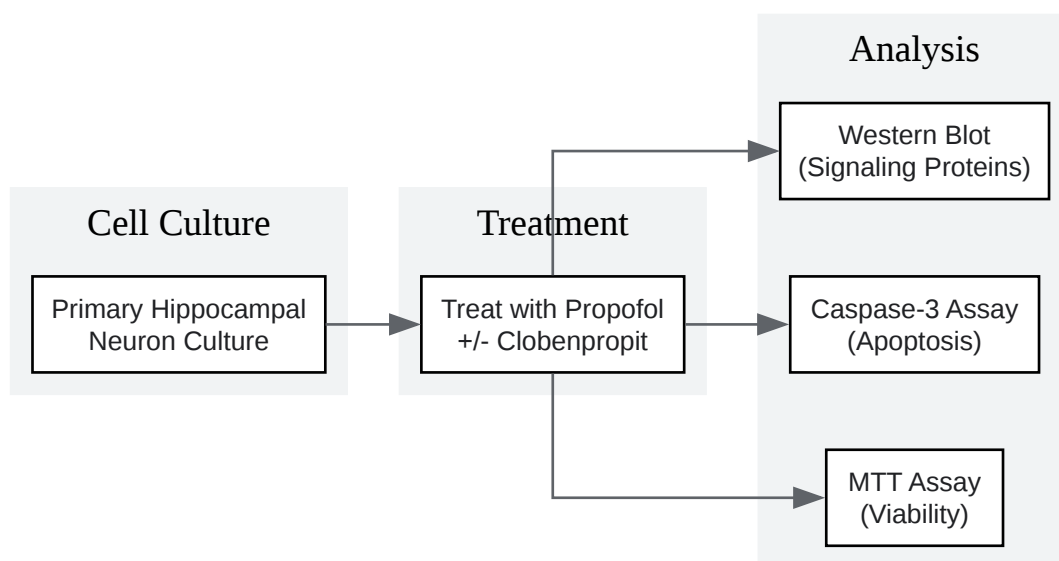 Cell Culture
Primary Hippocampal
Neuron Culture
Treatment
Treat with Propofol
+/- Clobenpropit
Analysis
Western Blot
(Signaling Proteins)
Caspase-3 Assay
(Apoptosis)
MTT Assay
(Viability)